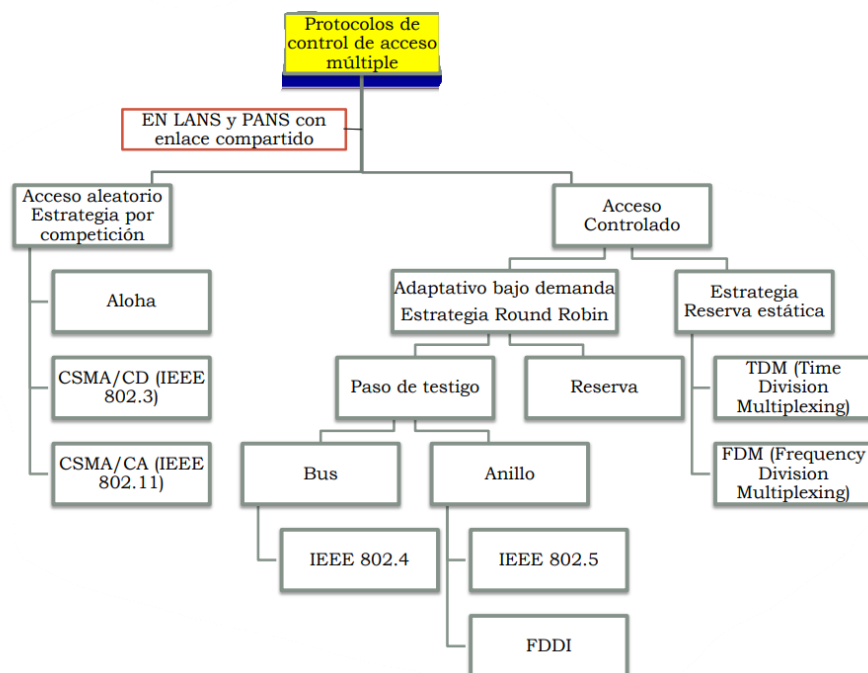 Protocolos de
control de acceso
múltiple
EN LANS y PANS con
enlace compartido
Acceso aleatorio
Estrategia por
competición
Acceso
Controlado
Aloha
CSMA/CD (IEEE
802.3)
CSMA/CA (IEEE
802.11)
Adaptativo bajo demanda
Estrategia Round Robin
Estrategia
Reserva estática
Paso de testigo
Reserva
TDM (Time
Division
Multiplexing)
FDM (Frequency
Division
Multiplexing)
Bus
Anillo
IEEE 802.4
IEEE 802.5
FDDI